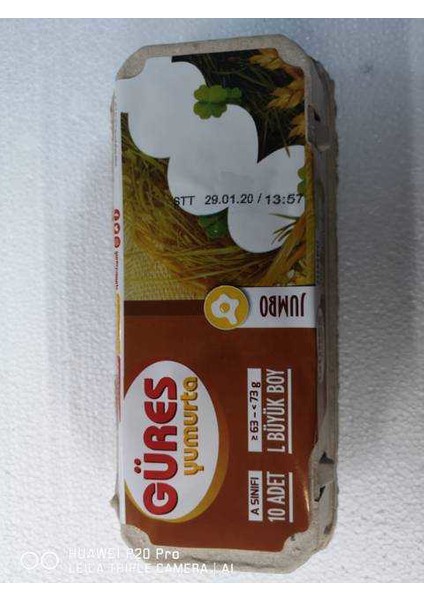 STT 29.01.20 / 13:57
JUMBO
GÜRES
yumurta
≥ 63 - < 73 g
L BÜYÜK BOY
A SINIFI
10 ADET
HUAWEI P20 Pro
LEICA TRIPLE CAMERA | AI